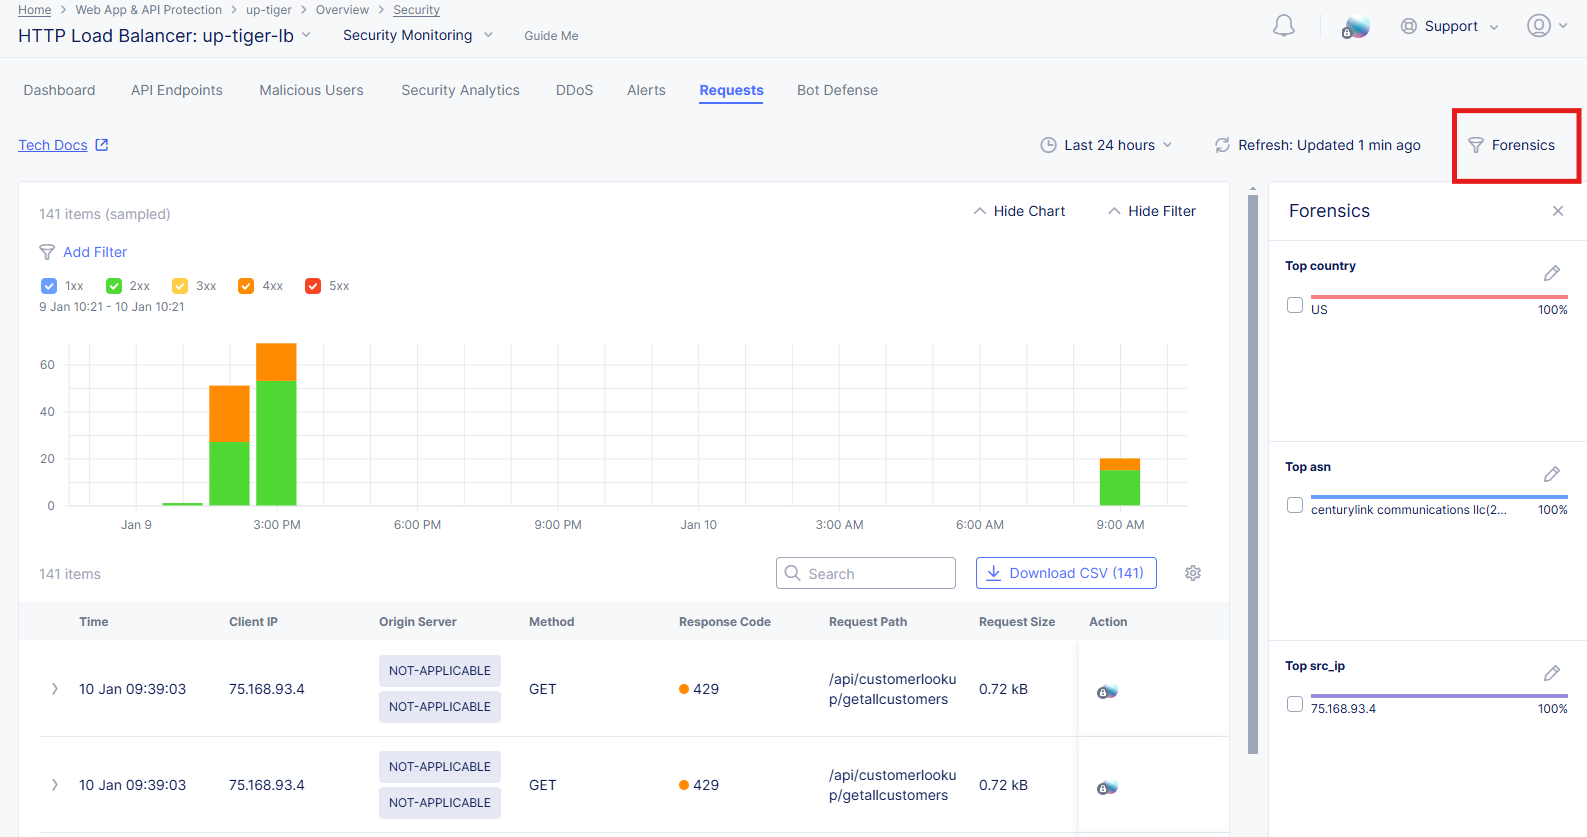 Home > Web App & API Protection > up-tiger > Overview > Security
HTTP Load Balancer: up-tiger-lb
Security Monitoring
Guide Me
Support
Dashboard
API Endpoints
Malicious Users
Security Analytics
DDoS
Alerts
Requests
Bot Defense
Tech Docs
Last 24 hours
Refresh: Updated 1 min ago
Forensics
141 items (sampled)
Hide Chart
Hide Filter
Add Filter
1xx 2xx 3xx 4xx 5xx
9 Jan 10:21 - 10 Jan 10:21
60
40
20
0
Jan 9 3:00 PM 6:00 PM 9:00 PM Jan 10 3:00 AM 6:00 AM 9:00 AM
141 items
Search
Download CSV (141)
Time Client IP Origin Server Method Response Code Request Path Request Size Action
NOT-APPLICABLE
10 Jan 09:39:03 75.168.93.4 GET 429 /api/customerlooku 0.72 kB
p/getallcustomers
NOT-APPLICABLE
NOT-APPLICABLE
10 Jan 09:39:03 75.168.93.4 GET 429 /api/customerlooku 0.72 kB
p/getallcustomers
NOT-APPLICABLE
Forensics
Top country
US 100%
Top asn
centurylink communications llc(2... 100%
Top src_ip
75.168.93.4 100%